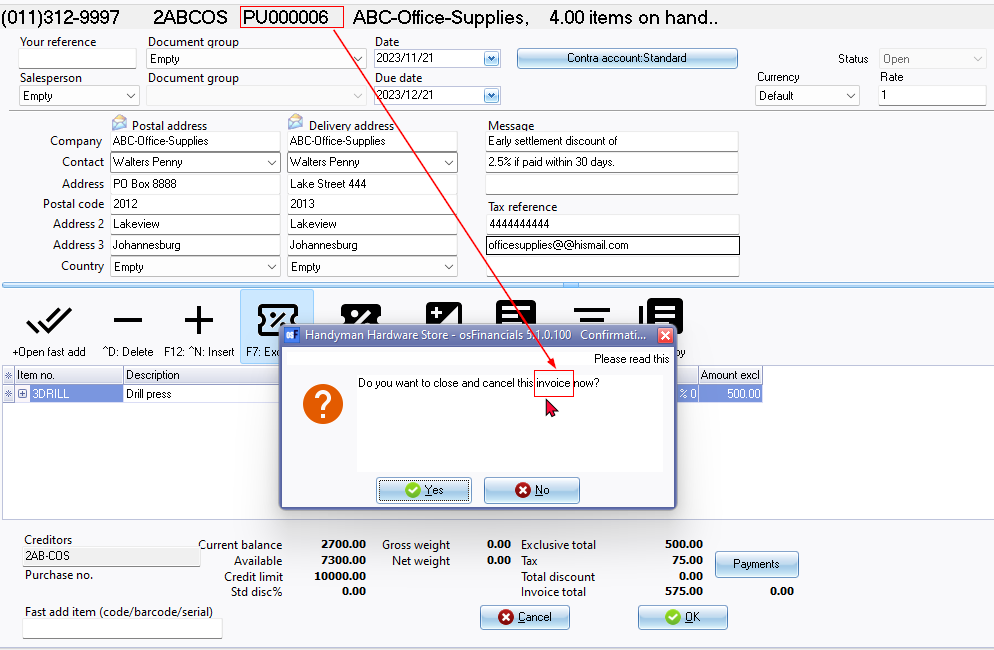 (011)312-9997 2ABCOS PU000006 ABC-Office-Supplies, 4.00 items on hand..
Your reference Document group Date
Empty 2023/11/21 Contra account:Standard Status Open
Salesperson Document group Due date Currency Rate
Empty 2023/12/21 Default 1
Postal address Delivery address Message
Company ABC-Office-Supplies ABC-Office-Supplies Early settlement discount of
Contact Walters Penny Walters Penny 2.5% if paid within 30 days.
Address PO Box 8888 Lake Street 444
Postal code 2012 2013 Tax reference
Address 2 Lakeview Lakeview 4444444444
Address 3 Johannesburg Johannesburg officesupplies@@hismail.com
Country Empty Empty
+Open fast add ^D: Delete F12: ^N: Insert F7: Exc
Handyman Hardware Store - osFinancials 5.1.0.100 Confirmati...
Please read this
Item no. Description Amount excl
3DRILL Drill press % 0 500.00
Do you want to close and cancel this invoice now?
Yes No
Creditors
2AB-COS
Purchase no.
Current balance 2700.00 Gross weight 0.00 Exclusive total 500.00
Available 7300.00 Net weight 0.00 Tax 75.00 Payments
Credit limit 10000.00 Total discount 0.00
Std disc% 0.00 Invoice total 575.00 0.00
Fast add item (code/barcode/serial)
Cancel OK